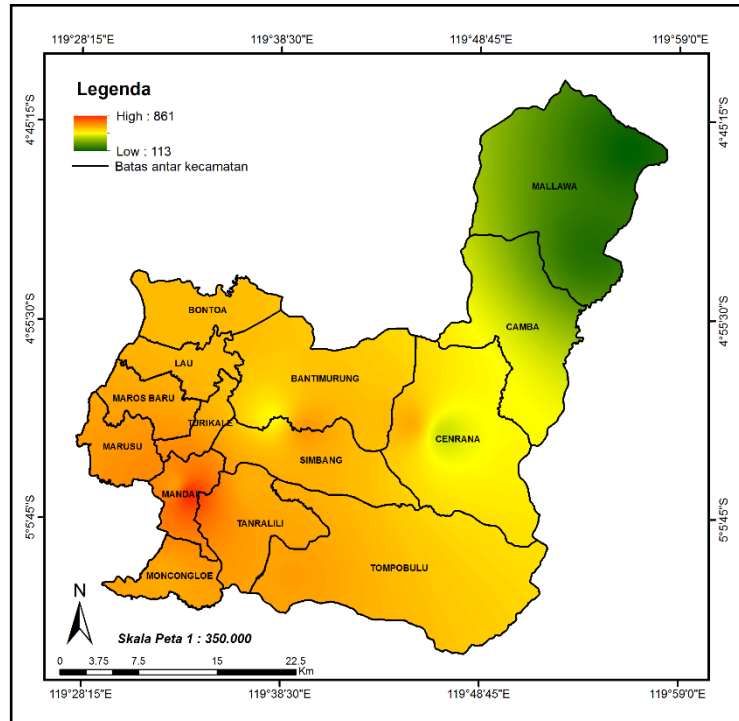 119°28'15"E 119°38'30"E 119°48'45"E 119°59'0"E
Legenda
High : 861
Low : 113
Batas antar kecamatan
4°45'15"S 4°45'15"S
MALLAWA
BONTOA
4°55'30"S 4°55'30"S
CAMBA
LAU
BANTIMURUNG
MAROS BARU
TURIKALE
MARUSU
CENRANA
SIMBANG
MANDAI
5°5'45"S 5°5'45"S
TANRALILI
TOMPOBULU
MONCONGLOE
N
Skala Peta 1 : 350.000
0 3.75 7.5 15 22.5
Km
119°28'15"E 119°38'30"E 119°48'45"E 119°59'0"E